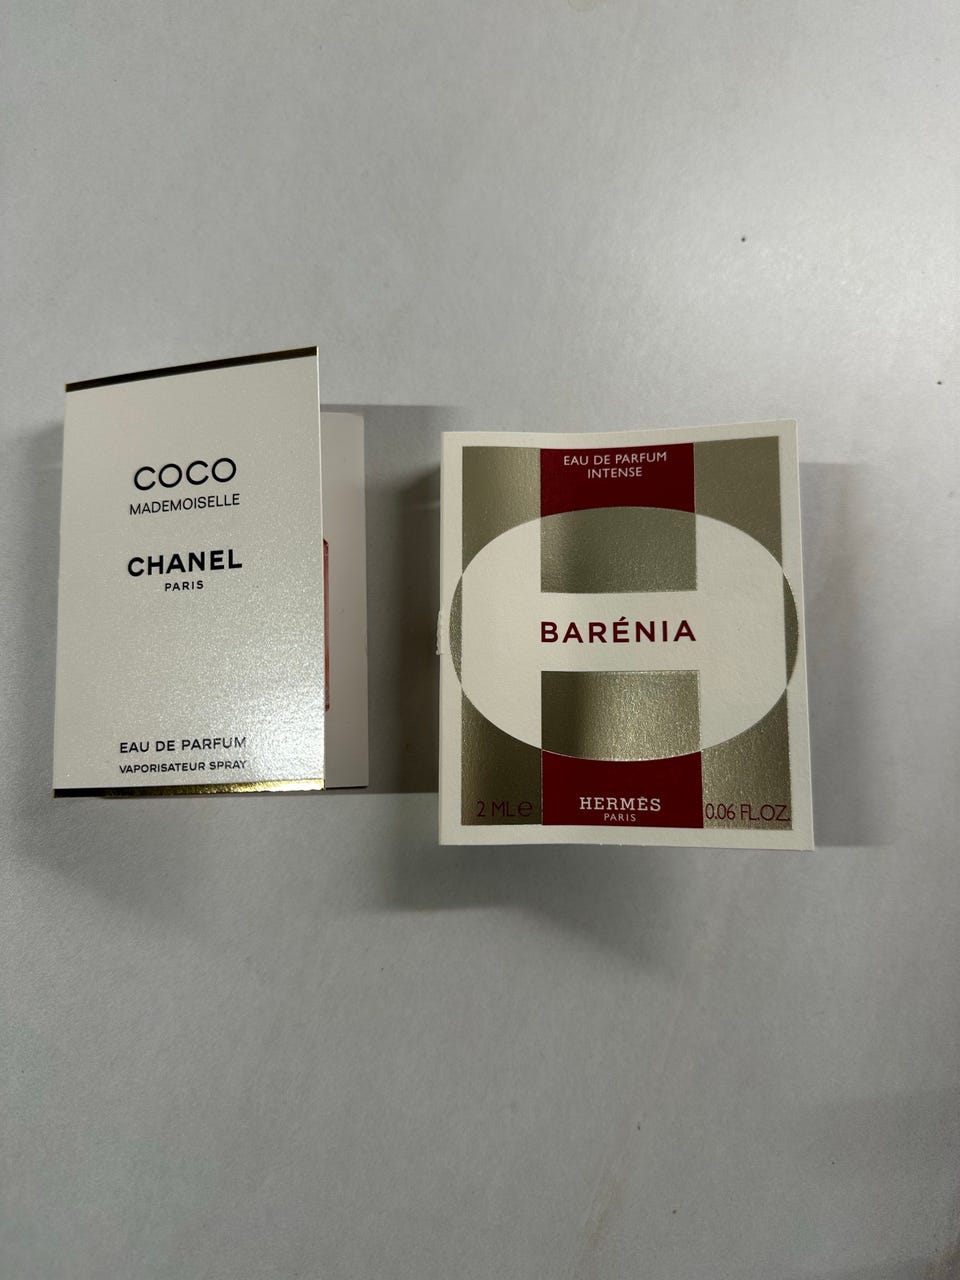 COCO
MADEMOISELLE
CHANEL
PARIS
EAU DE PARFUM
VAPORISATEUR SPRAY
EAU DE PARFUM
INTENSE
BARÉNIA
2 ML℮
HERMÈS
PARIS
0.06 FL.OZ.